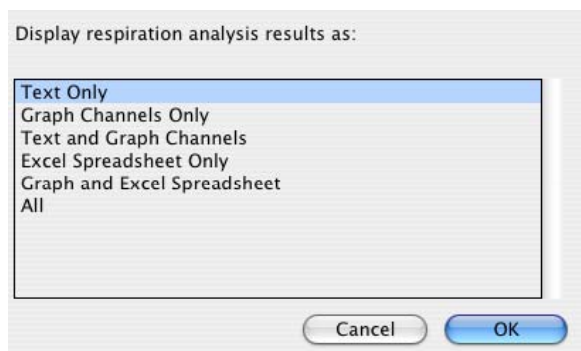 Display respiration analysis results as:
Text Only
Graph Channels Only
Text and Graph Channels
Excel Spreadsheet Only
Graph and Excel Spreadsheet
All
Cancel
OK